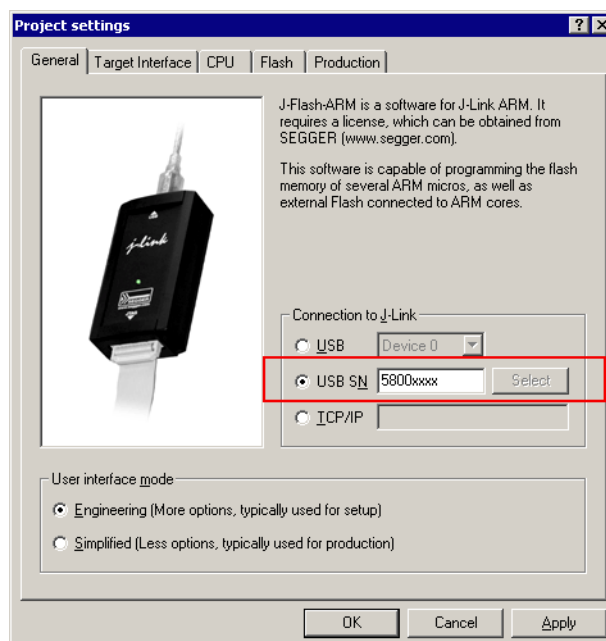 Project settings
General
Target Interface
CPU
Flash
Production
J-Flash-ARM is a software for J-Link ARM. It
requires a license, which can be obtained from
SEGGER (www.segger.com).
This software is capable of programming the flash
memory of several ARM micros, as well as
external Flash connected to ARM cores.
j-link
Connection to J-Link
USB
Device 0
USB SN
5800xxxx
Select
TCP/IP
User interface mode
Engineering (More options, typically used for setup)
Simplified (Less options, typically used for production)
OK
Cancel
Apply